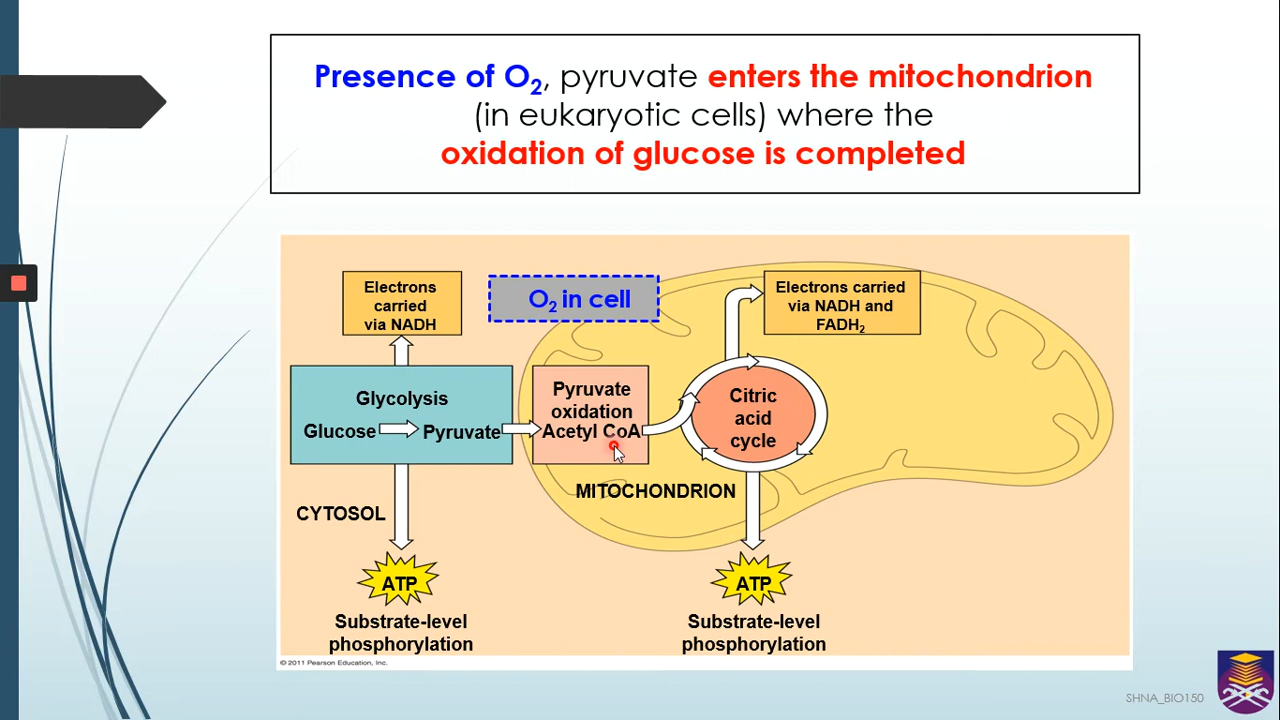 Presence of O₂, pyruvate enters the mitochondrion
(in eukaryotic cells) where the
oxidation of glucose is completed
Electrons
carried
via NADH
O₂ in cell
Electrons carried
via NADH and
FADH₂
Glycolysis
Glucose
Pyruvate
Pyruvate
oxidation
Acetyl CoA
Citric
acid
cycle
MITOCHONDRION
CYTOSOL
ATP
ATP
Substrate-level
phosphorylation
Substrate-level
phosphorylation
© 2011 Pearson Education, Inc.
SHNA_BIO150